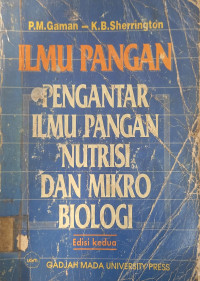 P.M.Gaman – K.B.Sherrington
ILMU PANGAN
PENGANTAR
ILMU PANGAN
NUTRISI
DAN MIKRO
BIOLOGI
Edisi kedua
GADJAH MADA UNIVERSITY PRESS